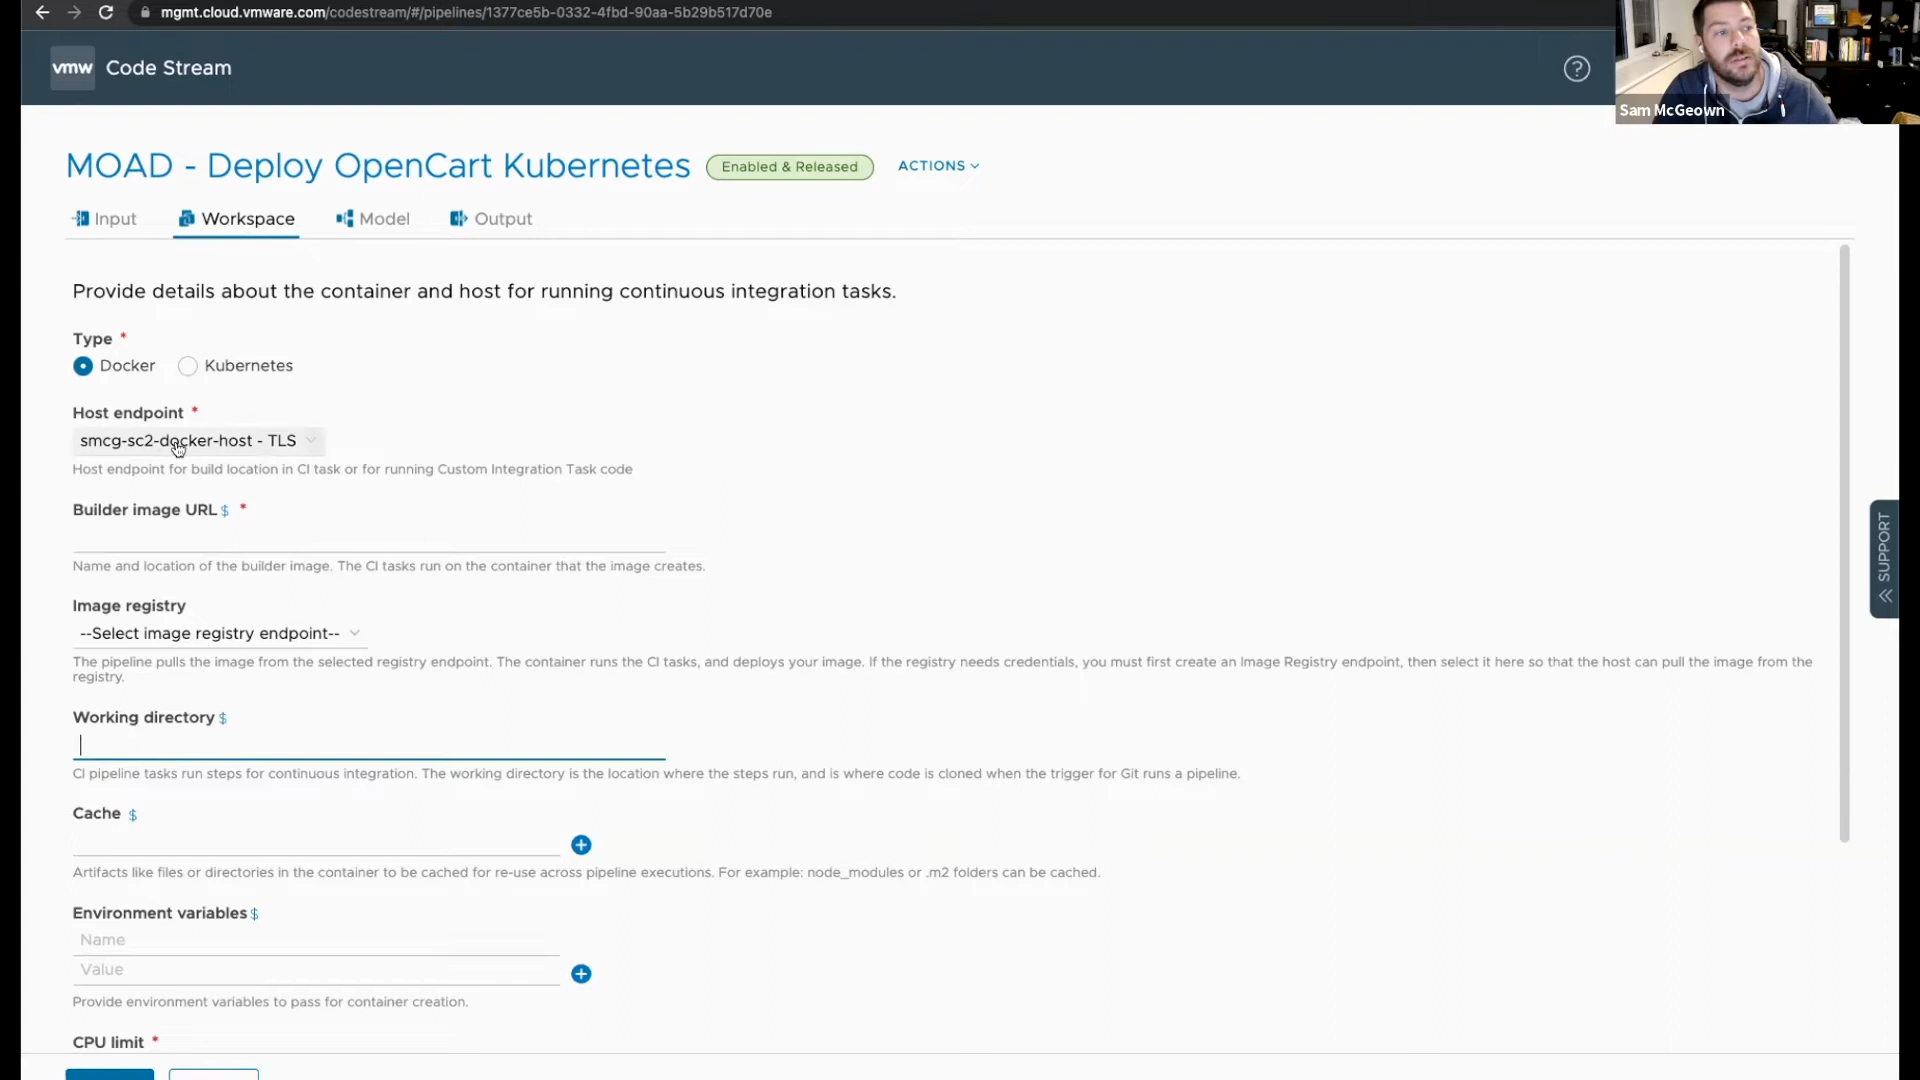 mgmt.cloud.vmware.com/codestream/#/pipelines/1377ce5b-0332-4fbd-90aa-5b29b517d70e
vmw Code Stream
?
Sam McGeown
MOAD - Deploy OpenCart Kubernetes Enabled & Released ACTIONS
Input Workspace Model Output
Provide details about the container and host for running continuous integration tasks.
Type *
Docker Kubernetes
Host endpoint *
smcg-sc2-docker-host - TLS
Host endpoint for build location in CI task or for running Custom Integration Task code
Builder image URL $ *
Name and location of the builder image. The CI tasks run on the container that the image creates.
SUPPORT
Image registry
--Select image registry endpoint--
The pipeline pulls the image from the selected registry endpoint. The container runs the CI tasks, and deploys your image. If the registry needs credentials, you must first create an Image Registry endpoint, then select it here so that the host can pull the image from the
registry.
Working directory $
CI pipeline tasks run steps for continuous integration. The working directory is the location where the steps run, and is where code is cloned when the trigger for Git runs a pipeline.
Cache $
Artifacts like files or directories in the container to be cached for re-use across pipeline executions. For example: node_modules or .m2 folders can be cached.
Environment variables $
Name
Value
Provide environment variables to pass for container creation.
CPU limit *